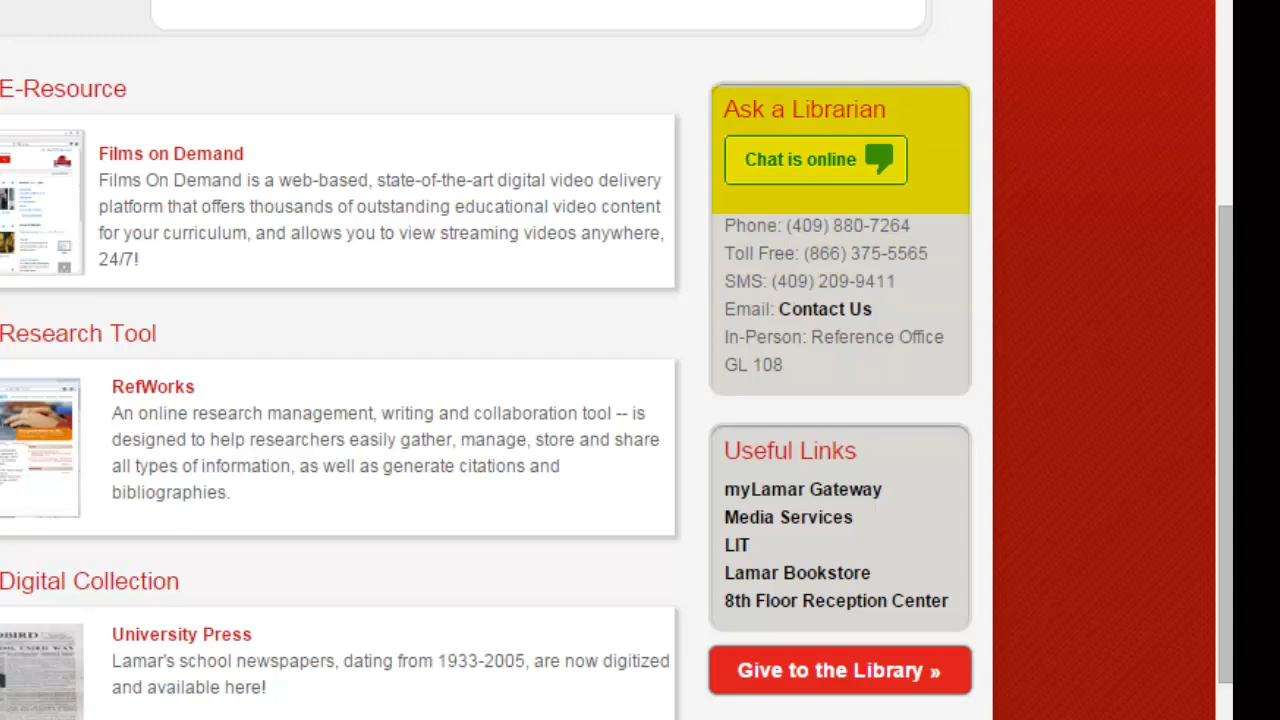 E-Resource
Films on Demand
Films On Demand is a web-based, state-of-the-art digital video delivery
platform that offers thousands of outstanding educational video content
for your curriculum, and allows you to view streaming videos anywhere,
24/7!
Research Tool
RefWorks
An online research management, writing and collaboration tool -- is
designed to help researchers easily gather, manage, store and share
all types of information, as well as generate citations and
bibliographies.
Digital Collection
University Press
Lamar's school newspapers, dating from 1933-2005, are now digitized
and available here!
Ask a Librarian
Chat is online
Phone: (409) 880-7264
Toll Free: (866) 375-5565
SMS: (409) 209-9411
Email: Contact Us
In-Person: Reference Office
GL 108
Useful Links
myLamar Gateway
Media Services
LIT
Lamar Bookstore
8th Floor Reception Center
Give to the Library »